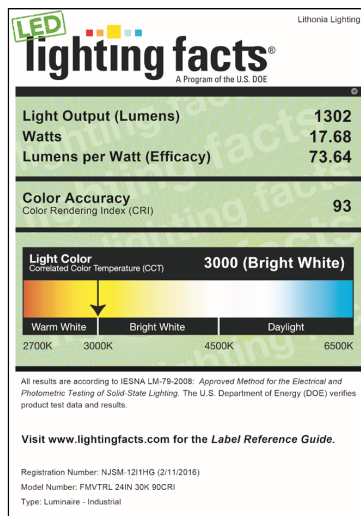 LED
Lithonia Lighting
lighting facts®
A Program of the U.S. DOE
©
Light Output (Lumens) 1302
Watts 17.68
Lumens per Watt (Efficacy) 73.64
Color Accuracy
Color Rendering Index (CRI) 93
Light Color
Correlated Color Temperature (CCT) 3000 (Bright White)
Warm White Bright White Daylight
2700K 3000K 4500K 6500K
All results are according to IESNA LM-79-2008: Approved Method for the Electrical and
Photometric Testing of Solid-State Lighting. The U.S. Department of Energy (DOE) verifies
product test data and results.
Visit www.lightingfacts.com for the Label Reference Guide.
Registration Number: NJSM-12I1HG (2/11/2016)
Model Number: FMVTRL 24IN 30K 90CRI
Type: Luminaire - Industrial